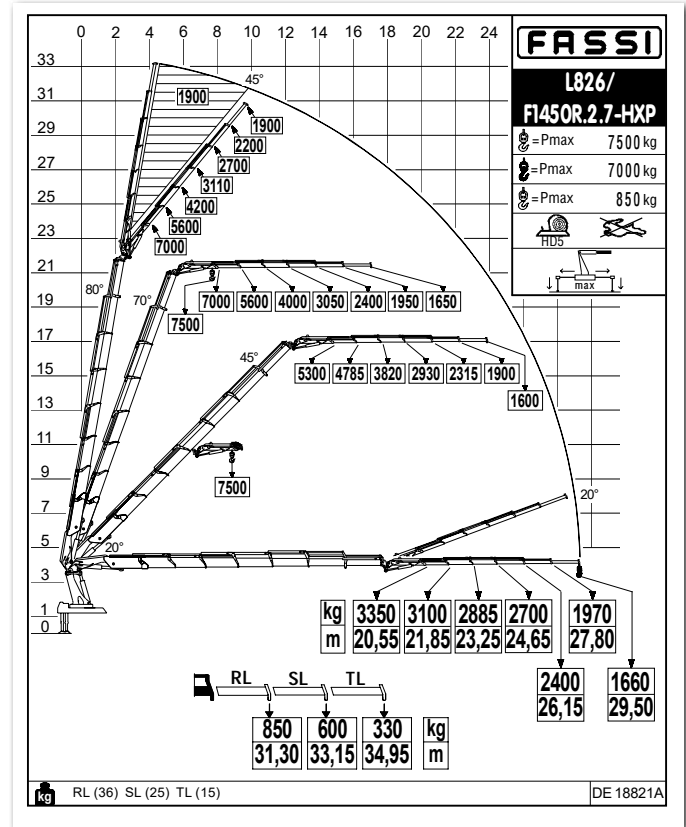 0 2 4 6 8 10 12 14 16 18 20 22 24
FASSI
L826/
F1450R.2.7-HXP
=Pmax 7500 kg
=Pmax 7000 kg
=Pmax 850 kg
HD5
max
33
31
29
27
25
23
21
19
17
15
13
11
9
7
5
3
1
0
45°
1900
1900
2200
2700
3110
4200
5600
7000
80°
70°
7500
7000 5600 4000 3050 2400 1950 1650
45°
5300 4785 3820 2930 2315 1900
1600
7500
20°
20°
kg 3350 3100 2885 2700 1970
m 20,55 21,85 23,25 24,65 27,80
2400 1660
26,15 29,50
RL SL TL
850 600 330 kg
31,30 33,15 34,95 m
kg RL (36) SL (25) TL (15)
DE 18821A